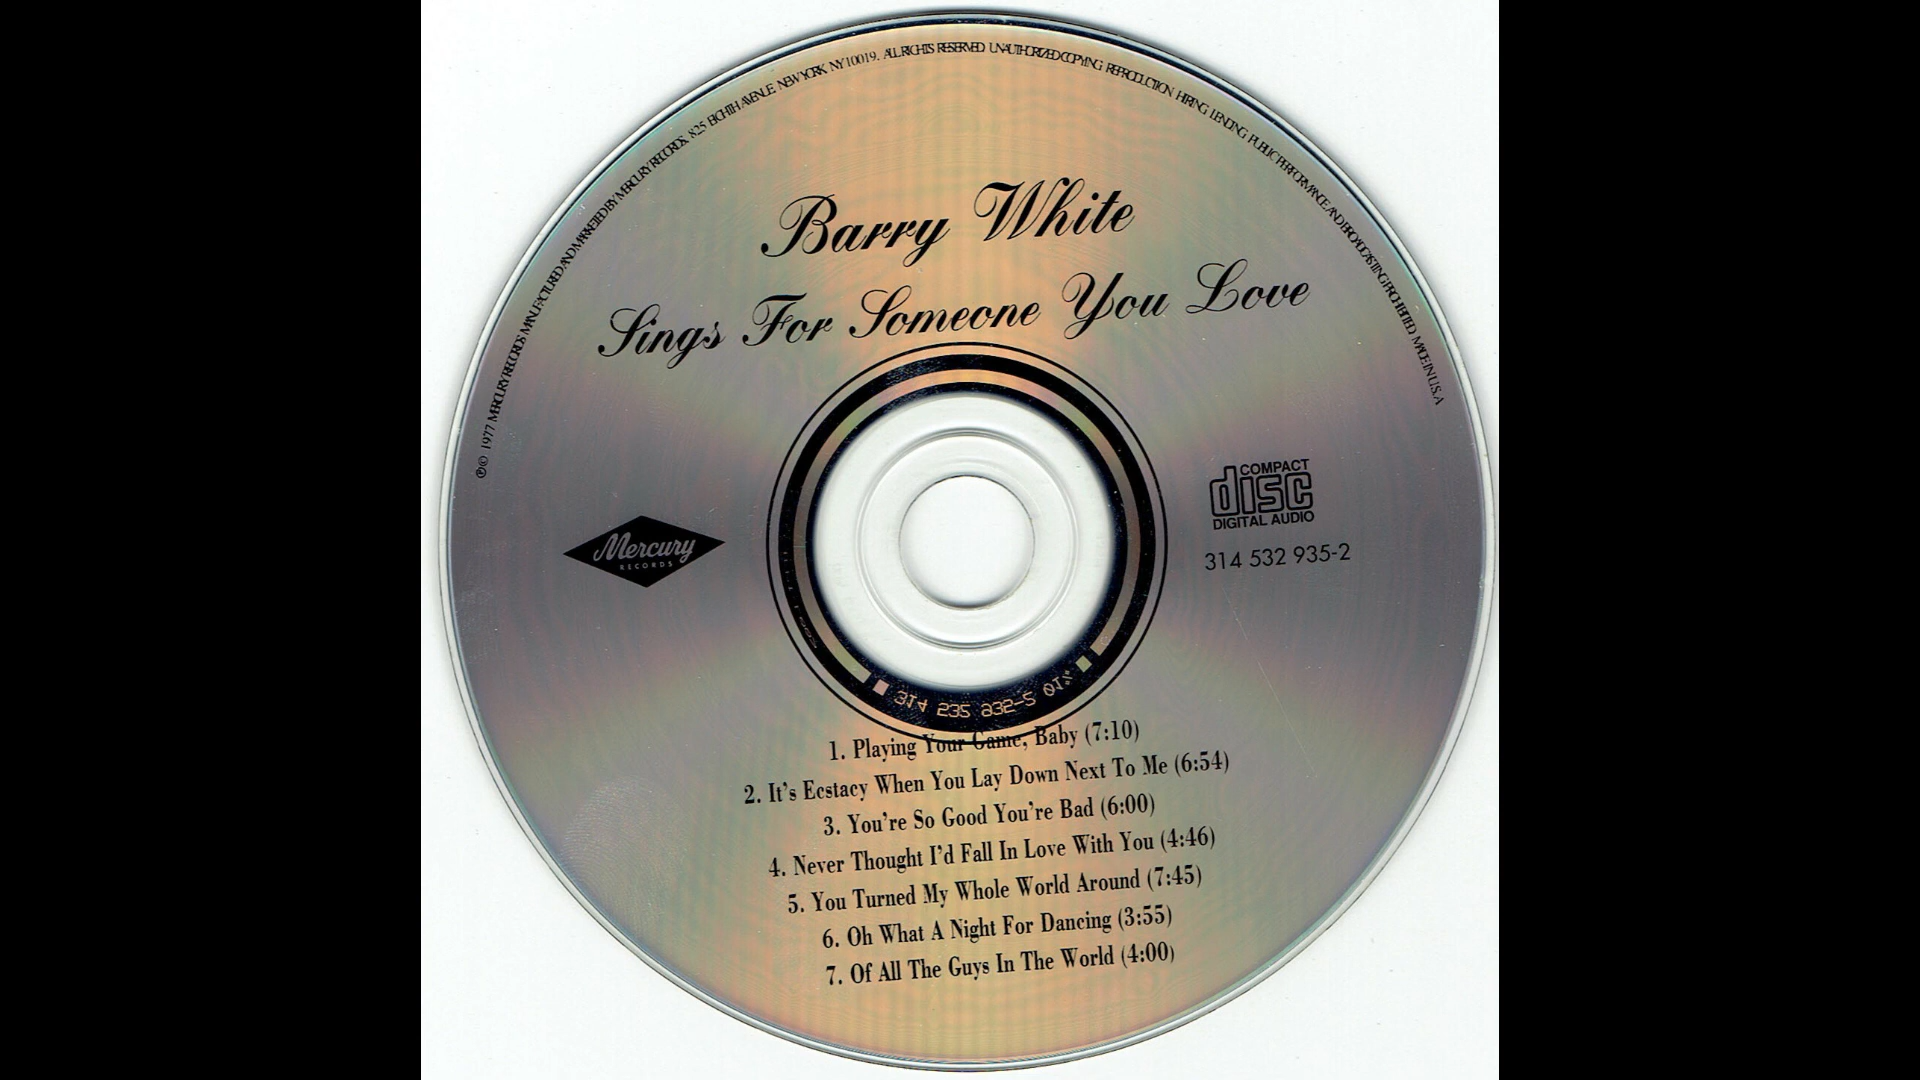 ℗© 1977 MERCURY RECORDS. MANUFACTURED AND MARKETED BY MERCURY RECORDS. 825 EIGHTH AVENUE. NEW YORK. NY 10019. ALL RIGHTS RESERVED. UNAUTHORIZED COPYING. REPRODUCTION. HIRING. LENDING. PUBLIC PERFORMANCE AND BROADCASTING PROHIBITED. MADE IN U.S.A
Barry White
Sings For Someone You Love
Mercury
RECORDS
COMPACT
disc
DIGITAL AUDIO
314 532 935-2
1. Playing Your Game, Baby (7:10)
2. It's Ecstacy When You Lay Down Next To Me (6:54)
3. You're So Good You're Bad (6:00)
4. Never Thought I'd Fall In Love With You (4:46)
5. You Turned My Whole World Around (7:45)
6. Oh What A Night For Dancing (3:55)
7. Of All The Guys In The World (4:00)